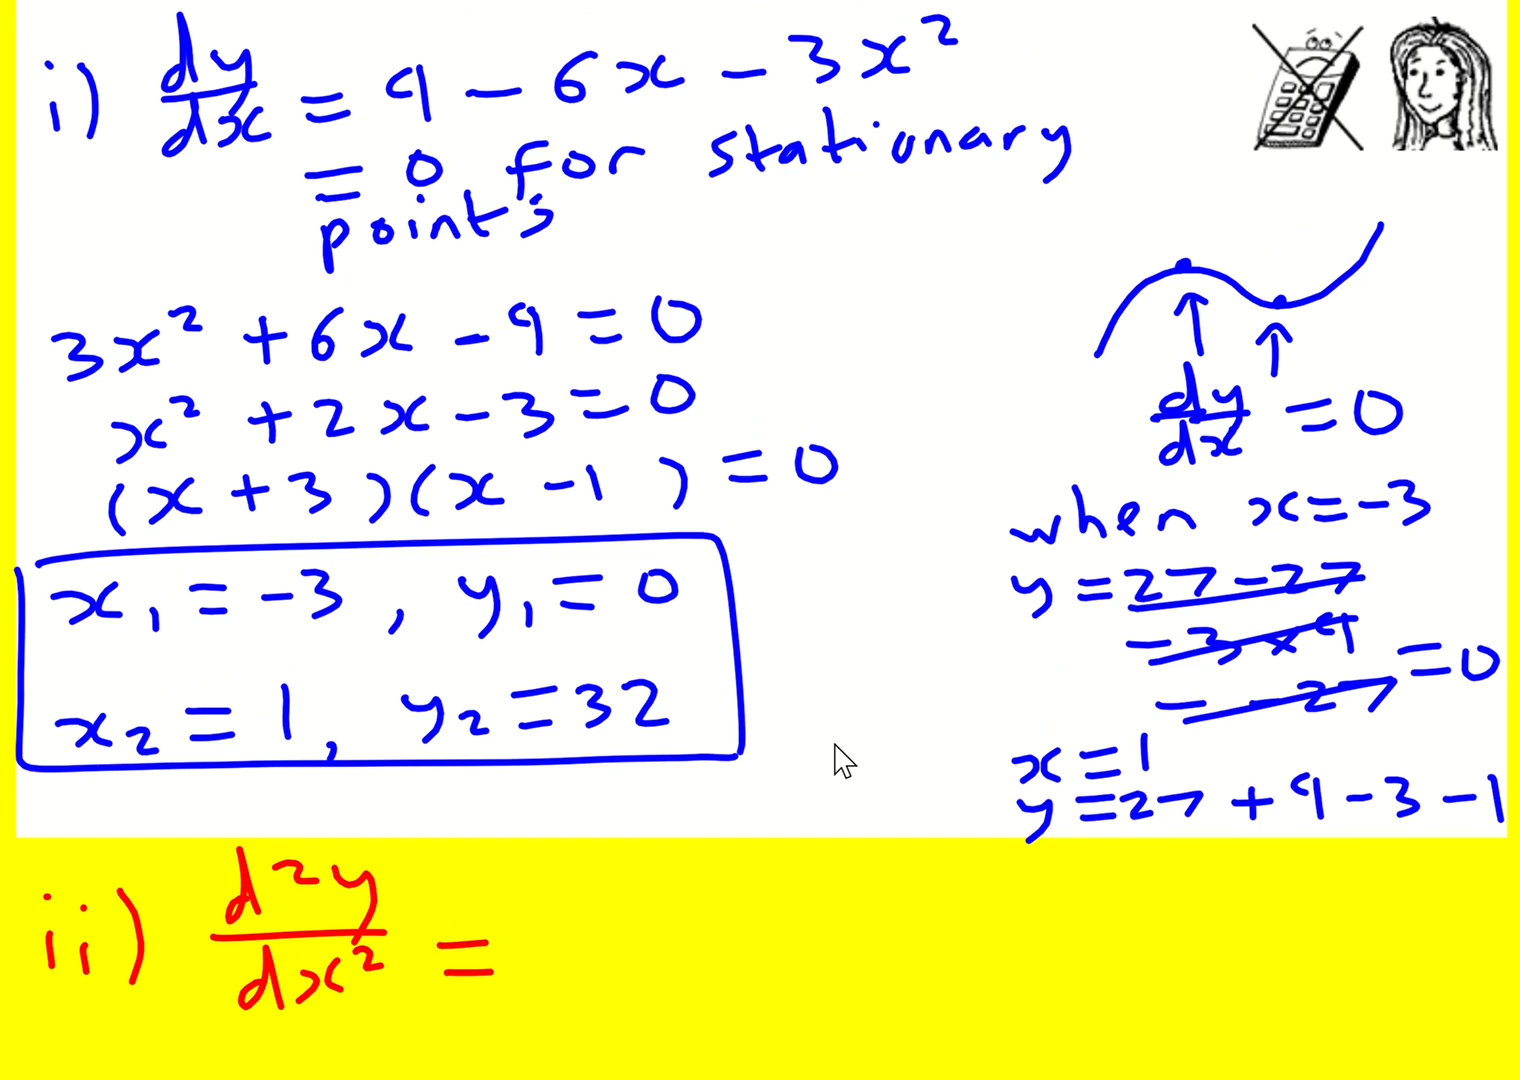 i) dy/dx = 9 - 6x - 3x²
= 0 for stationary
points
3x² + 6x - 9 = 0
x² + 2x - 3 = 0
(x + 3)(x - 1) = 0
x₁ = -3, y₁ = 0
x₂ = 1, y₂ = 32
dy/dx = 0
when x = -3
y = 27 - 27
- 3 x 9
- - 27 = 0
x = 1
y = 27 + 9 - 3 - 1
ii) d²y/dx² =